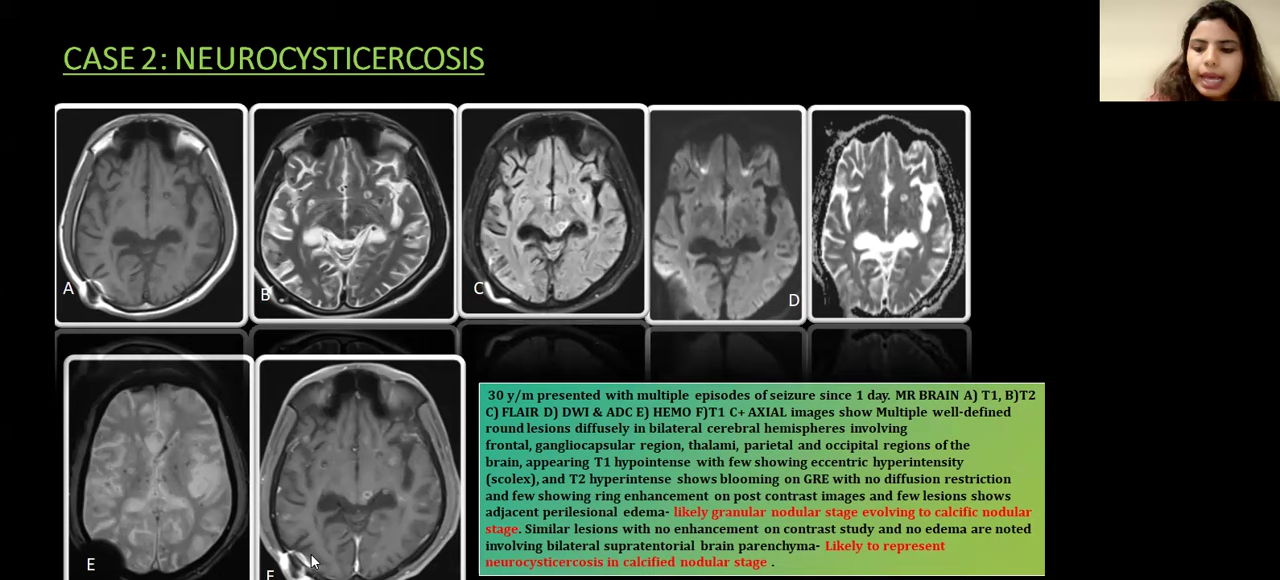 CASE 2: NEUROCYSTICERCOSIS
A
B
C
D
E
F
30 y/m presented with multiple episodes of seizure since 1 day. MR BRAIN A) T1, B)T2
C) FLAIR D) DWI & ADC E) HEMO F)T1 C+ AXIAL images show Multiple well-defined
round lesions diffusely in bilateral cerebral hemispheres involving
frontal, gangliocapsular region, thalami, parietal and occipital regions of the
brain, appearing T1 hypointense with few showing eccentric hyperintensity
(scolex), and T2 hyperintense shows blooming on GRE with no diffusion restriction
and few showing ring enhancement on post contrast images and few lesions shows
adjacent perilesional edema- likely granular nodular stage evolving to calcific nodular
stage. Similar lesions with no enhancement on contrast study and no edema are noted
involving bilateral supratentorial brain parenchyma- Likely to represent
neurocysticercosis in calcified nodular stage .